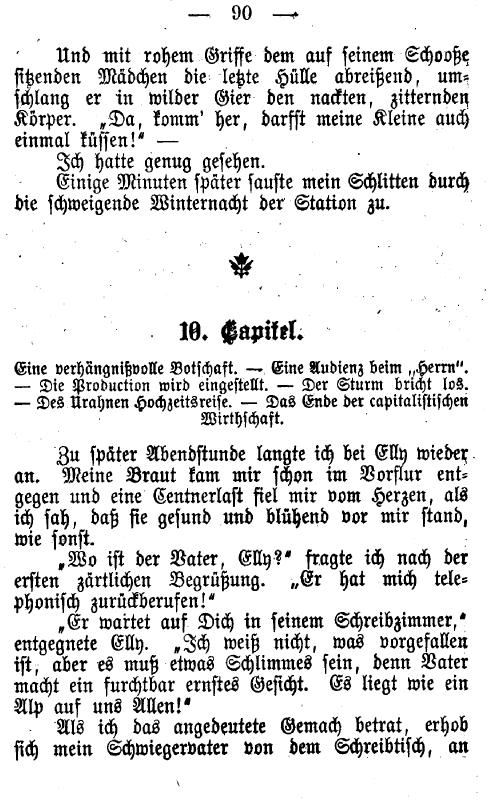 — 90 —
Und mit rohem Griffe dem auf seinem Schooße
sitzenden Mädchen die letzte Hülle abreißend, um-
schlang er in wilder Gier den nackten, zitternden
Körper. „Da, komm' her, darfst meine Kleine auch
einmal küssen!“ —
Ich hatte genug gesehen.
Einige Minuten später sauste mein Schlitten durch
die schweigende Winternacht der Station zu.
10. Capitel.
Eine verhängnißvolle Botschaft. — Eine Audienz beim „Herrn“.
— Die Production wird eingestellt. — Der Sturm bricht los.
— Des Urahnen Hochzeitsreise. — Das Ende der capitalistischen
Wirthschaft.
Zu später Abendstunde langte ich bei Elly wieder
an. Meine Braut kam mir schon im Vorflur ent-
gegen und eine Centnerlast fiel mir vom Herzen, als
ich sah, daß sie gesund und blühend vor mir stand,
wie sonst.
„Wo ist der Vater, Elly?“ fragte ich nach der
ersten zärtlichen Begrüßung. „Er hat mich tele-
phonisch zurückberufen!“
„Er wartet auf Dich in seinem Schreibzimmer,“
entgegnete Elly. „Ich weiß nicht, was vorgefallen
ist, aber es muß etwas Schlimmes sein, denn Vater
macht ein furchtbar ernstes Gesicht. Es liegt wie ein
Alp auf uns Allen!“
Als ich das angedeutete Gemach betrat, erhob
sich mein Schwiegervater von dem Schreibtisch, an